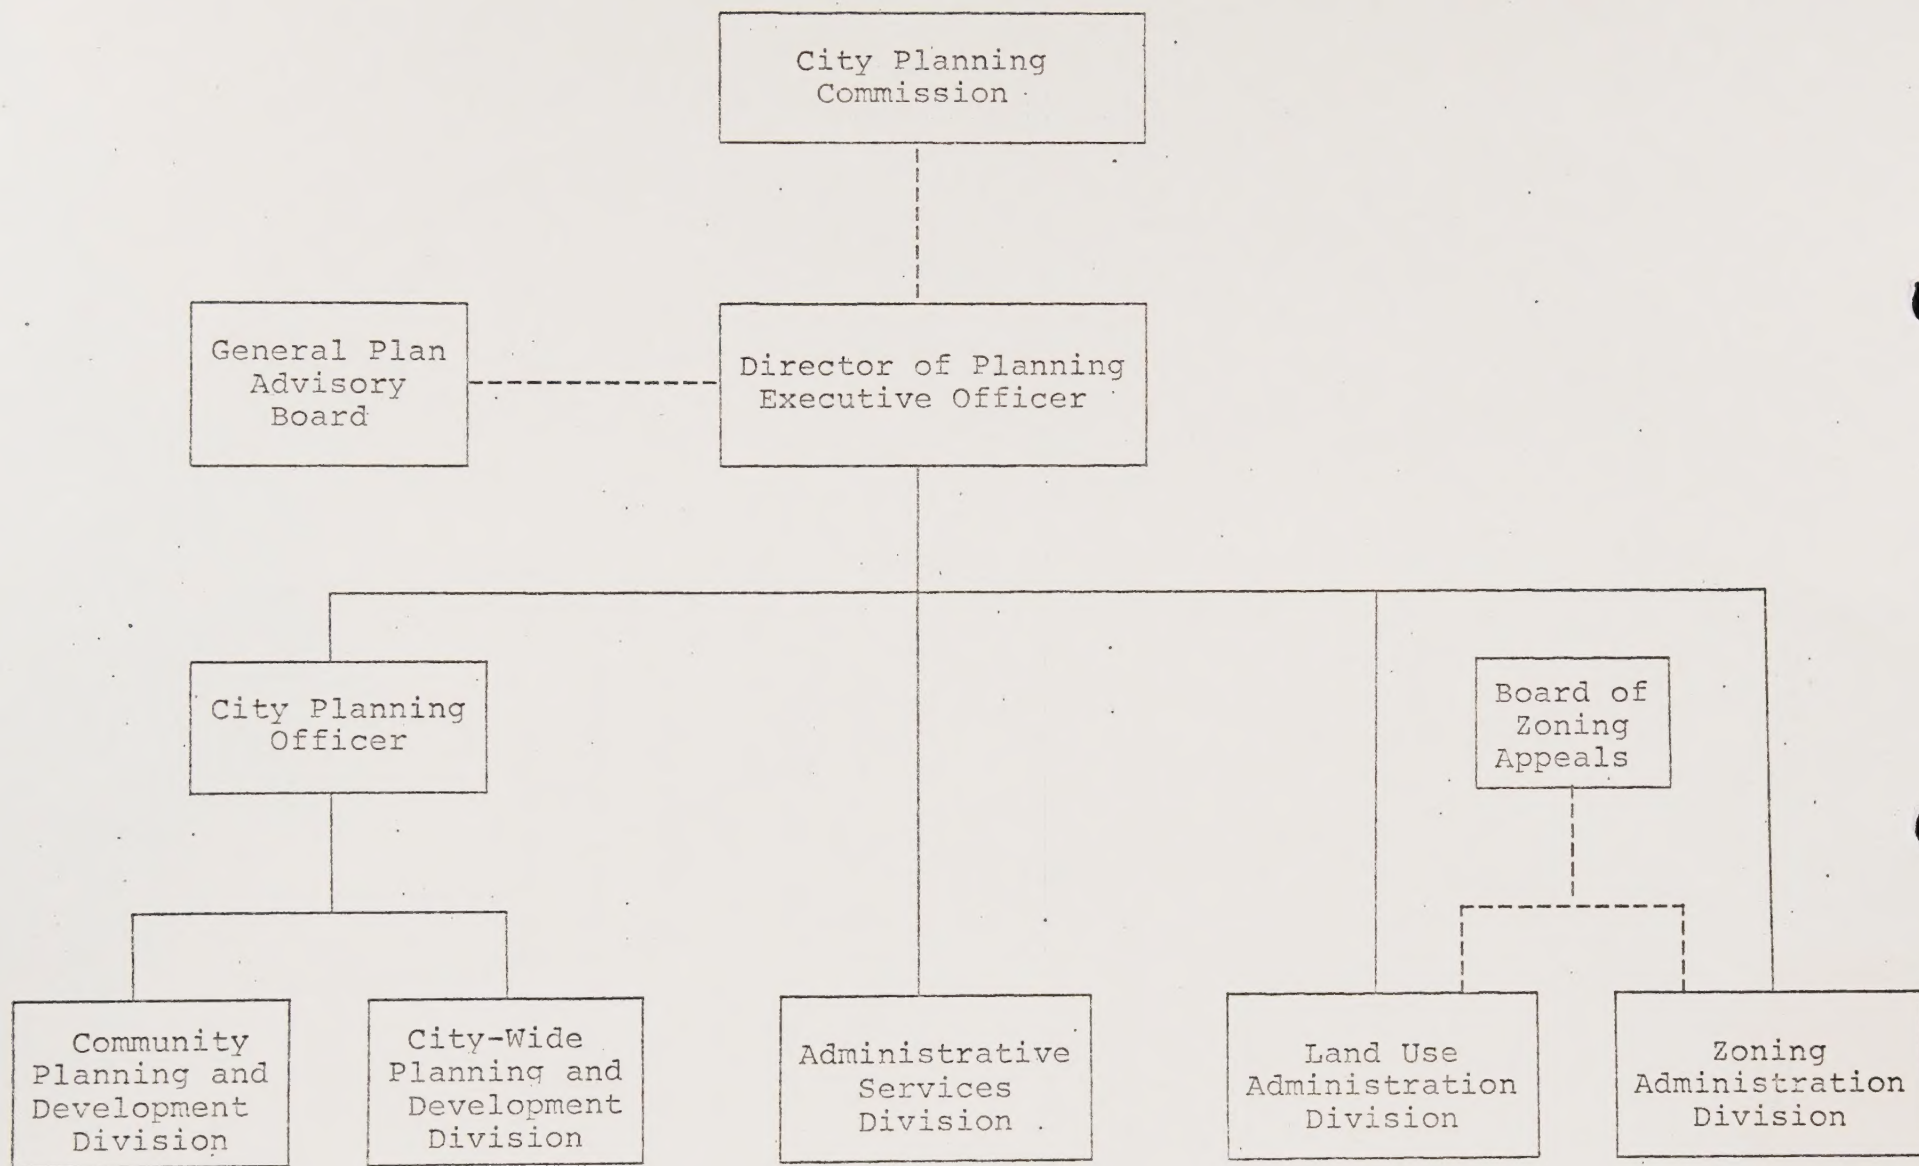 City Planning
Commission
General Plan
Advisory
Board
Director of Planning
Executive Officer
City Planning
Officer
Board of
Zoning
Appeals
Community
Planning and
Development
Division
City-Wide
Planning and
Development
Division
Administrative
Services
Division
Land Use
Administration
Division
Zoning
Administration
Division